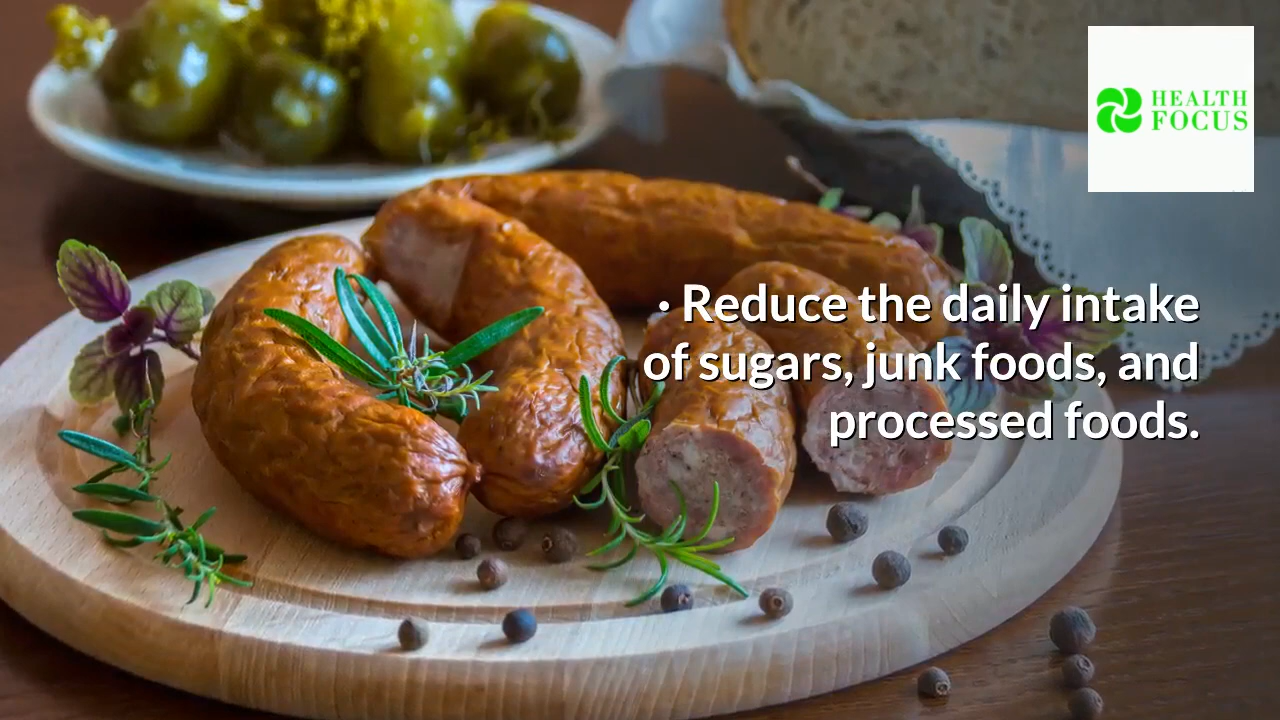 HEALTH
FOCUS
· Reduce the daily intake
of sugars, junk foods, and
processed foods.